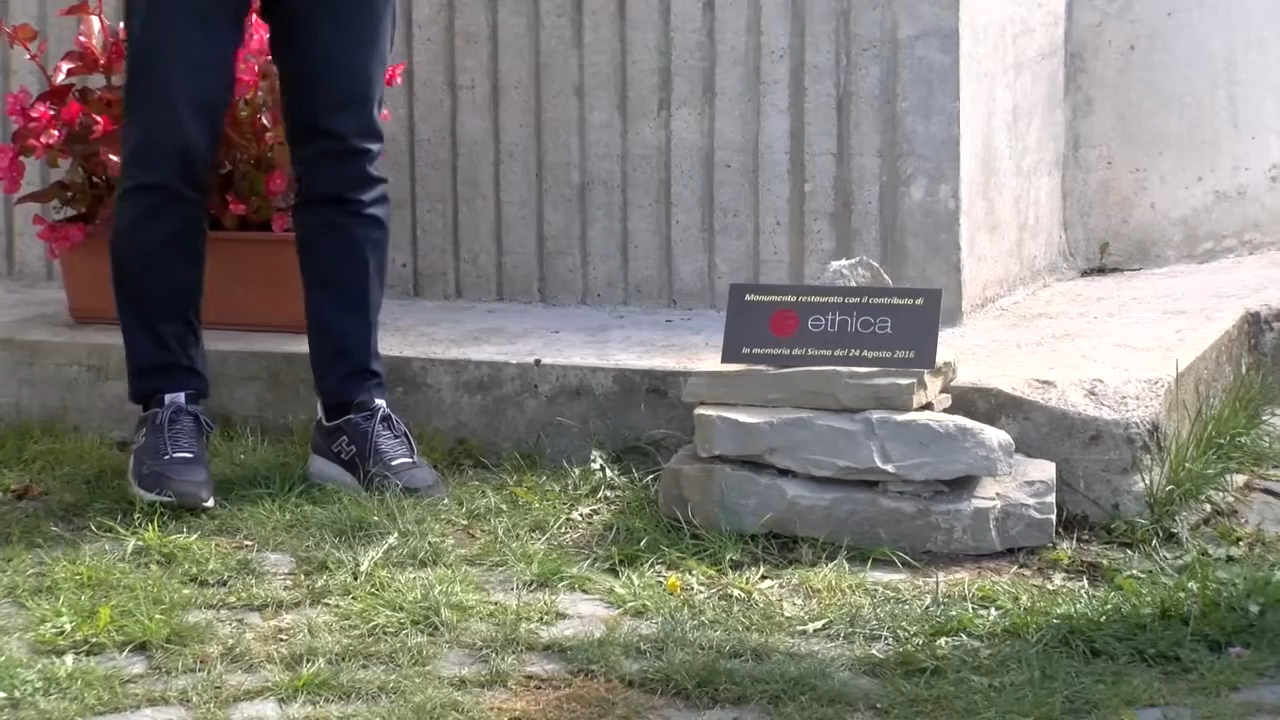 Monumento restaurato con il contributo di
ethica
In memoria del Sisma del 24 Agosto 2016
H